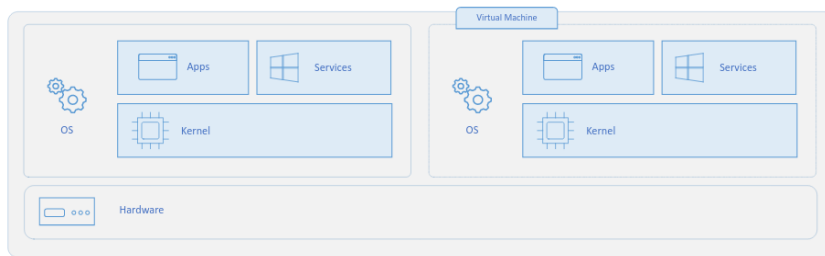 Virtual Machine
Apps
Services
OS
Kernel
Apps
Services
OS
Kernel
Hardware